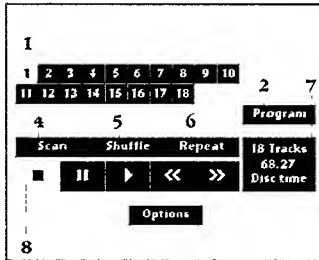 1
1 2 3 4 5 6 7 8 9 10
11 12 13 14 15 16 17 18
2 7
Program
4 5 6
Scan Shuffle Repeat
18 Tracks
68.27
Disc time
Options
8